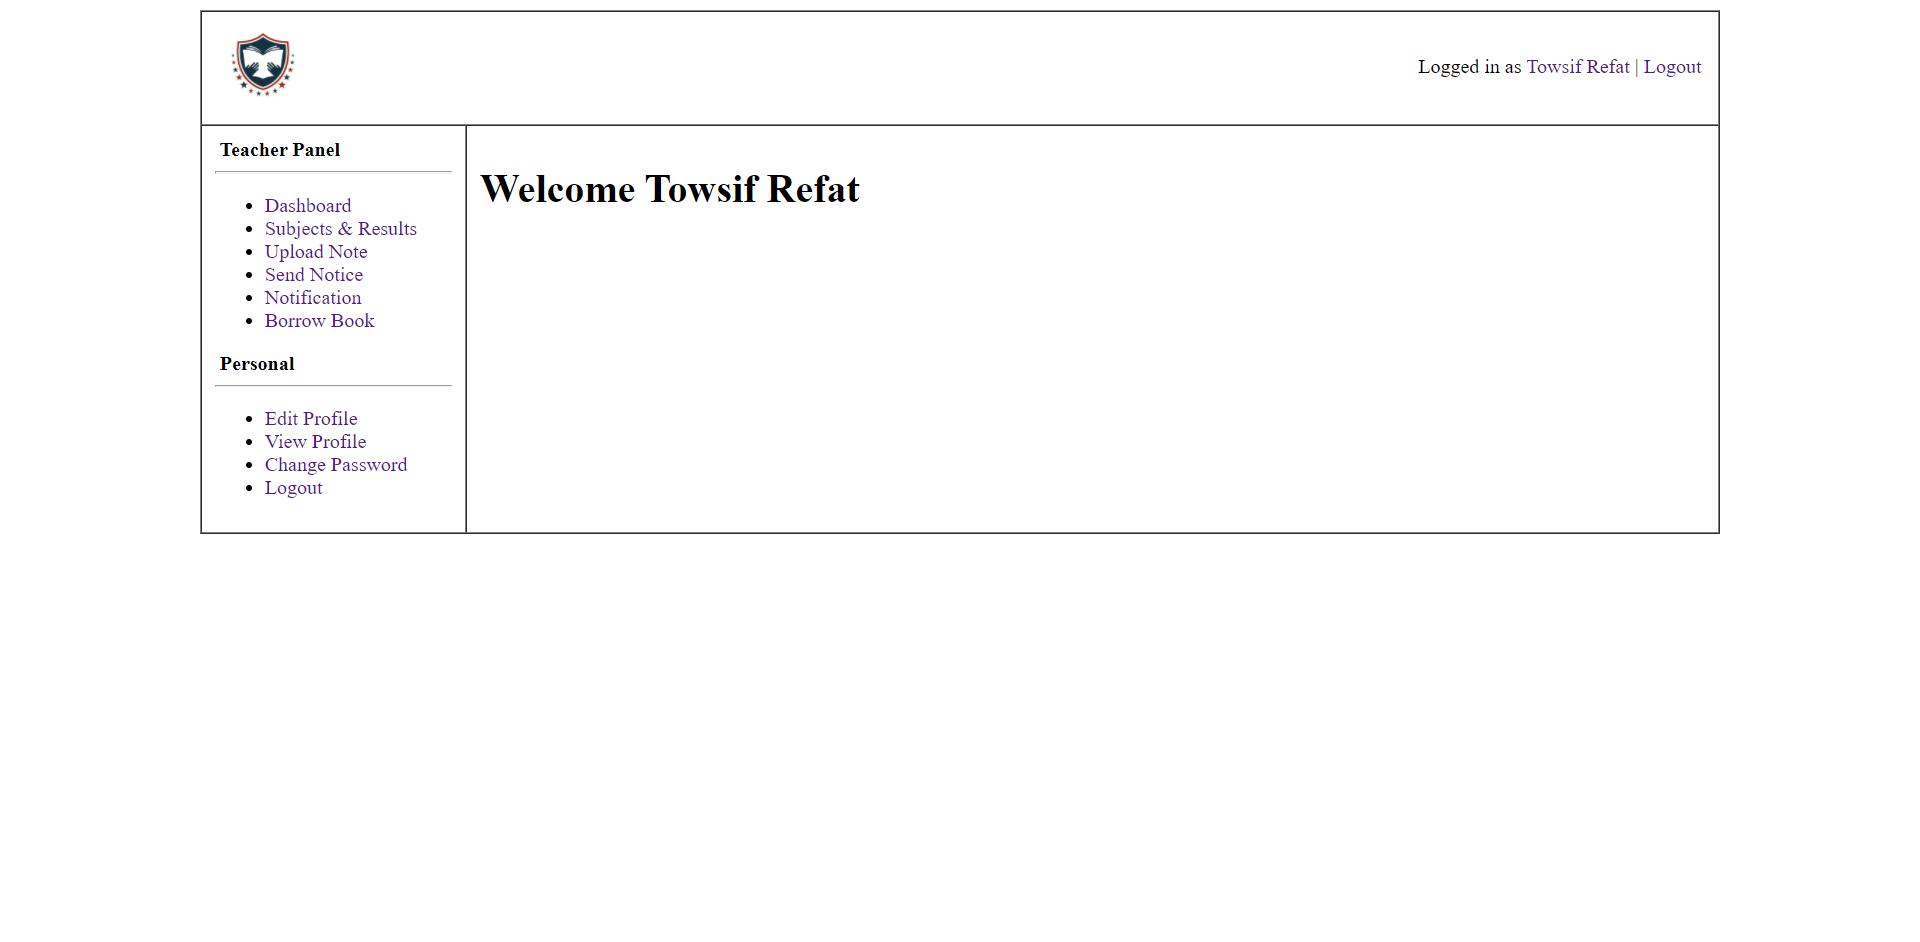 Logged in as Towsif Refat | Logout
Teacher Panel
Dashboard
Subjects & Results
Upload Note
Send Notice
Notification
Borrow Book
Personal
Edit Profile
View Profile
Change Password
Logout
Welcome Towsif Refat